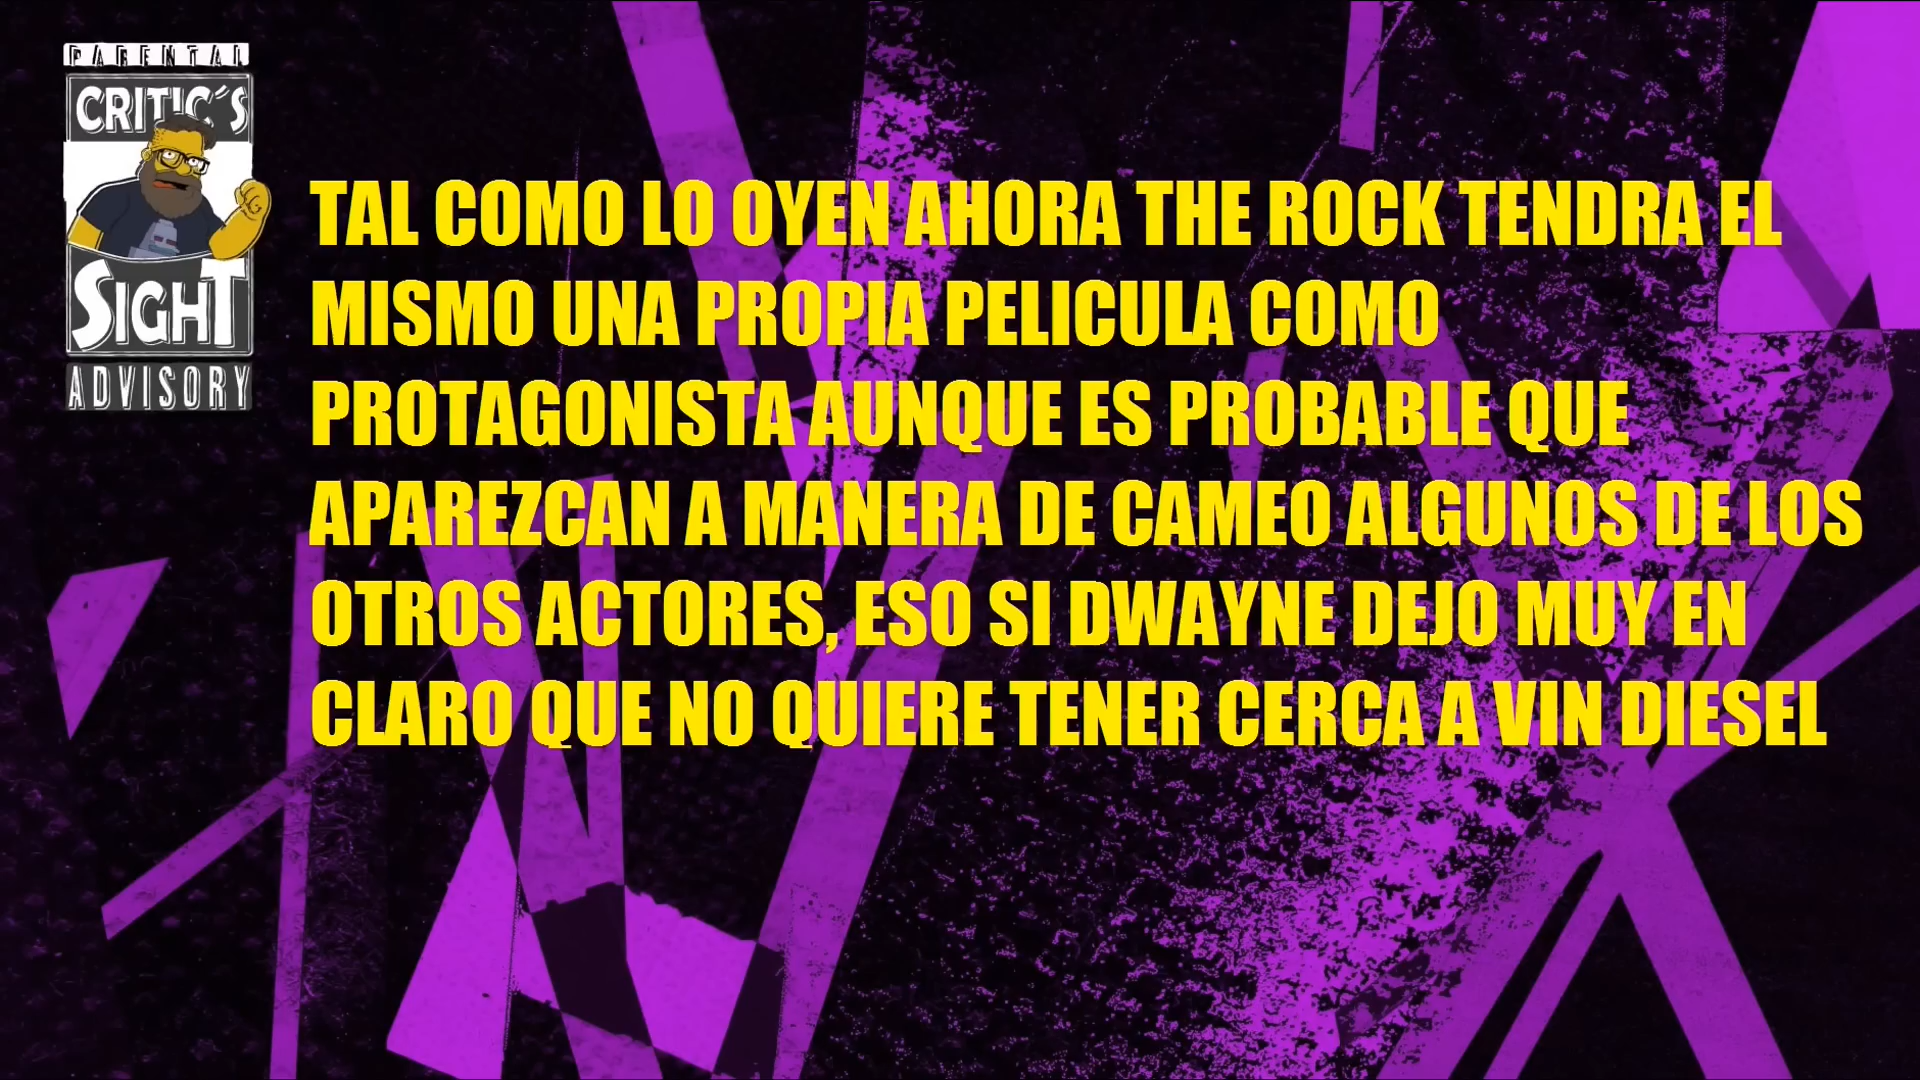 PARENTAL
CRITIC´S
SIGHT
ADVISORY
TAL COMO LO OYEN AHORA THE ROCK TENDRA EL
MISMO UNA PROPIA PELICULA COMO
PROTAGONISTA AUNQUE ES PROBABLE QUE
APAREZCAN A MANERA DE CAMEO ALGUNOS DE LOS
OTROS ACTORES, ESO SI DWAYNE DEJO MUY EN
CLARO QUE NO QUIERE TENER CERCA A VIN DIESEL